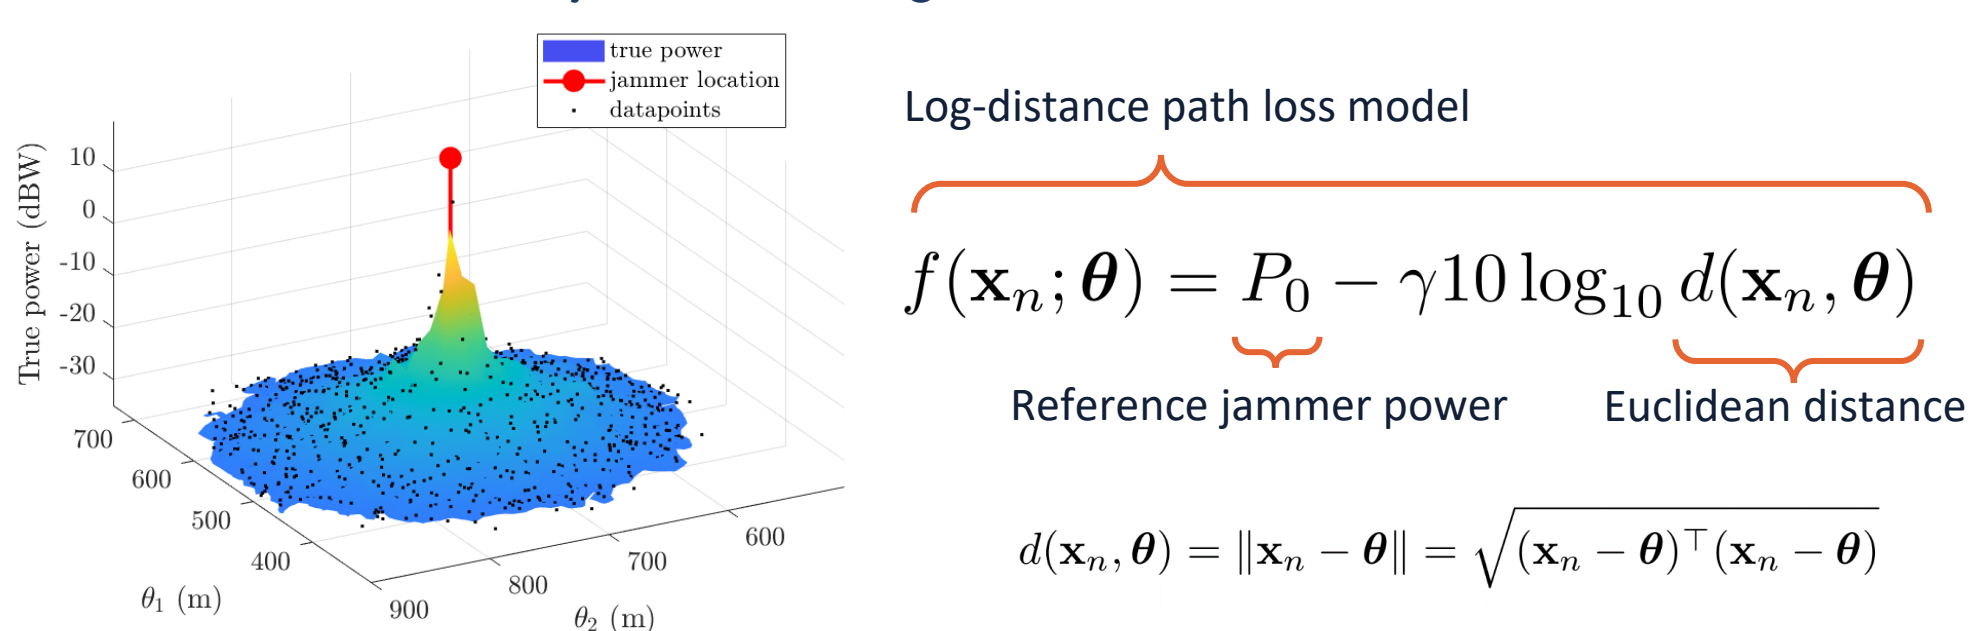 true power
jammer location
datapoints
True power (dBW)
10
0
-10
-20
-30
700
600
500
400
θ₁ (m)
900
800
700
600
θ₂ (m)
Log-distance path loss model
f(𝐱ₙ; 𝜽) = P₀ − γ10 log₁₀ d(𝐱ₙ, 𝜽)
Reference jammer power
Euclidean distance
d(𝐱ₙ, 𝜽) = ‖𝐱ₙ − 𝜽‖ = √((𝐱ₙ − 𝜽)^⊤(𝐱ₙ − 𝜽))